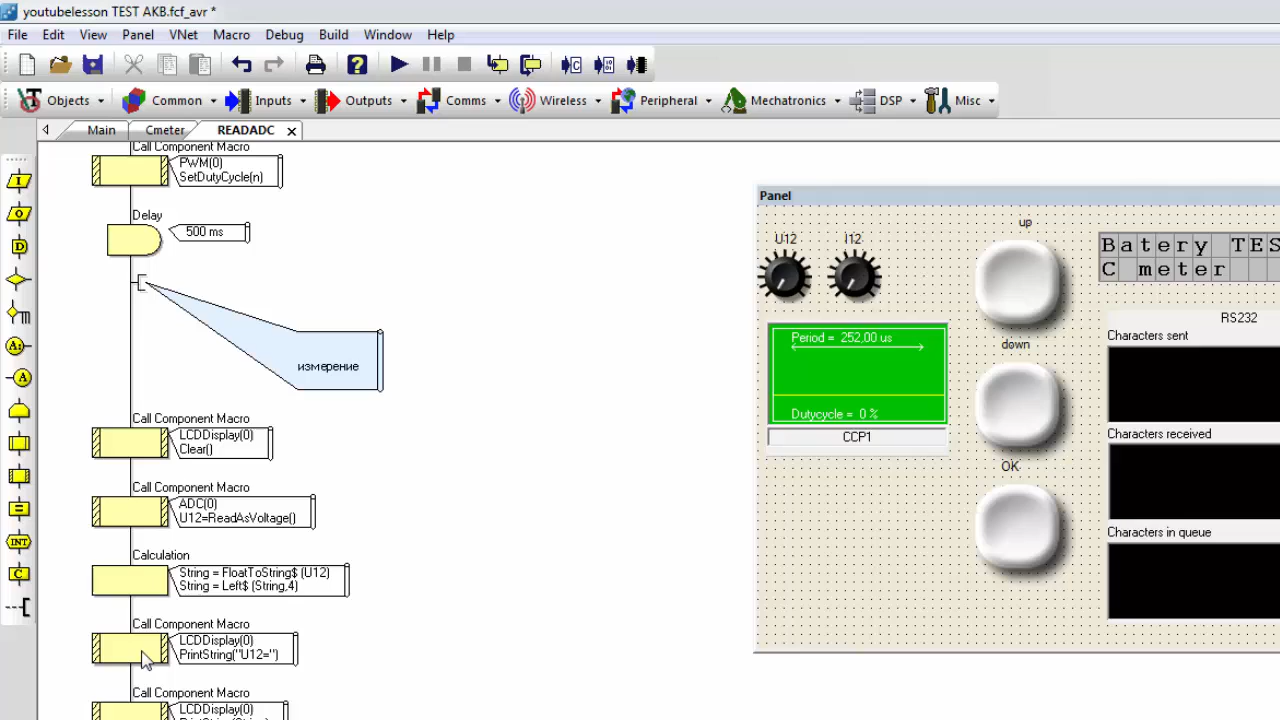 youtubelesson TEST AKB.fcf_avr *
File Edit View Panel VNet Macro Debug Build Window Help
Objects Common Inputs Outputs Comms Wireless Peripheral Mechatronics DSP Misc
Main Cmeter READADC
Call Component Macro
PWM(0)
SetDutyCycle(n)
Delay
500 ms
измерение
Call Component Macro
LCDDisplay(0)
Clear()
Call Component Macro
ADC(0)
U12=ReadAsVoltage()
Calculation
String = FloatToString$ (U12)
String = Left$ (String,4)
Call Component Macro
LCDDisplay(0)
PrintString("U12=")
Call Component Macro
LCDDisplay(0)
Panel
U12 I12
Period = 252,00 us
Dutycycle = 0 %
CCP1
up
down
OK
Batery TES
C meter
RS232
Characters sent
Characters received
Characters in queue